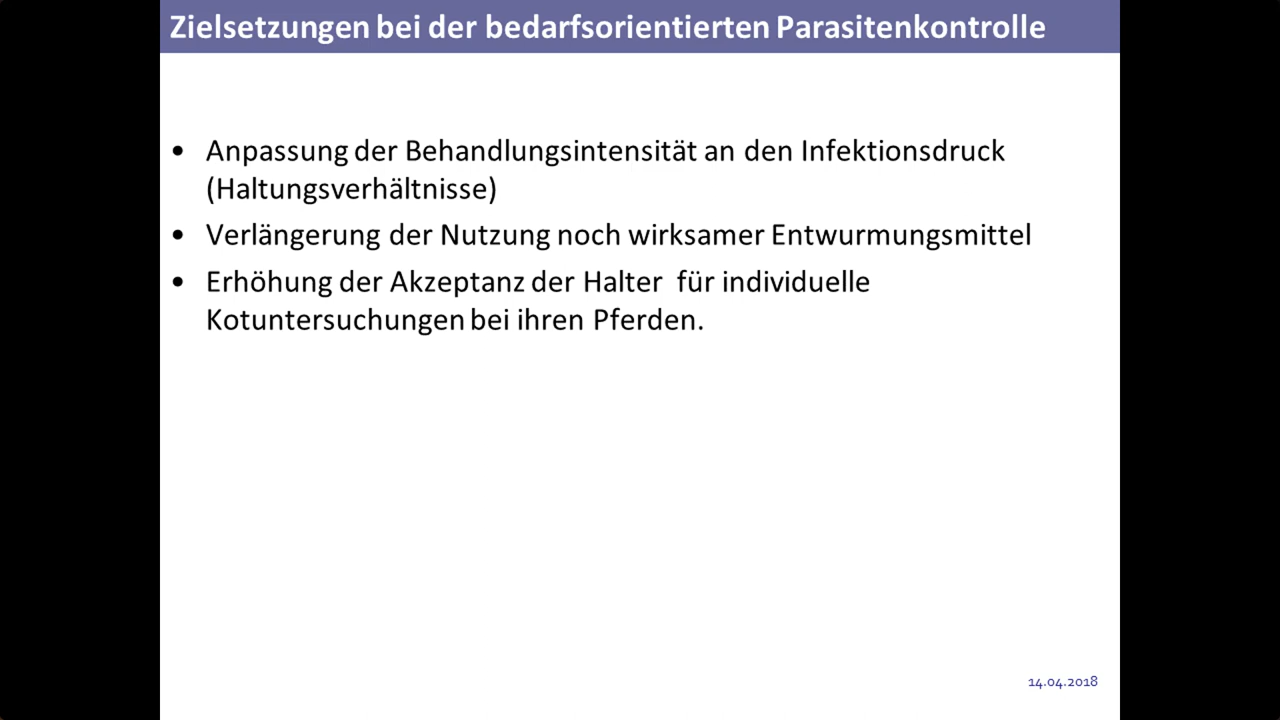 Zielsetzungen bei der bedarfsorientierten Parasitenkontrolle
• Anpassung der Behandlungsintensität an den Infektionsdruck
(Haltungsverhältnisse)
• Verlängerung der Nutzung noch wirksamer Entwurmungsmittel
• Erhöhung der Akzeptanz der Halter für individuelle
Kotuntersuchungen bei ihren Pferden.
14.04.2018